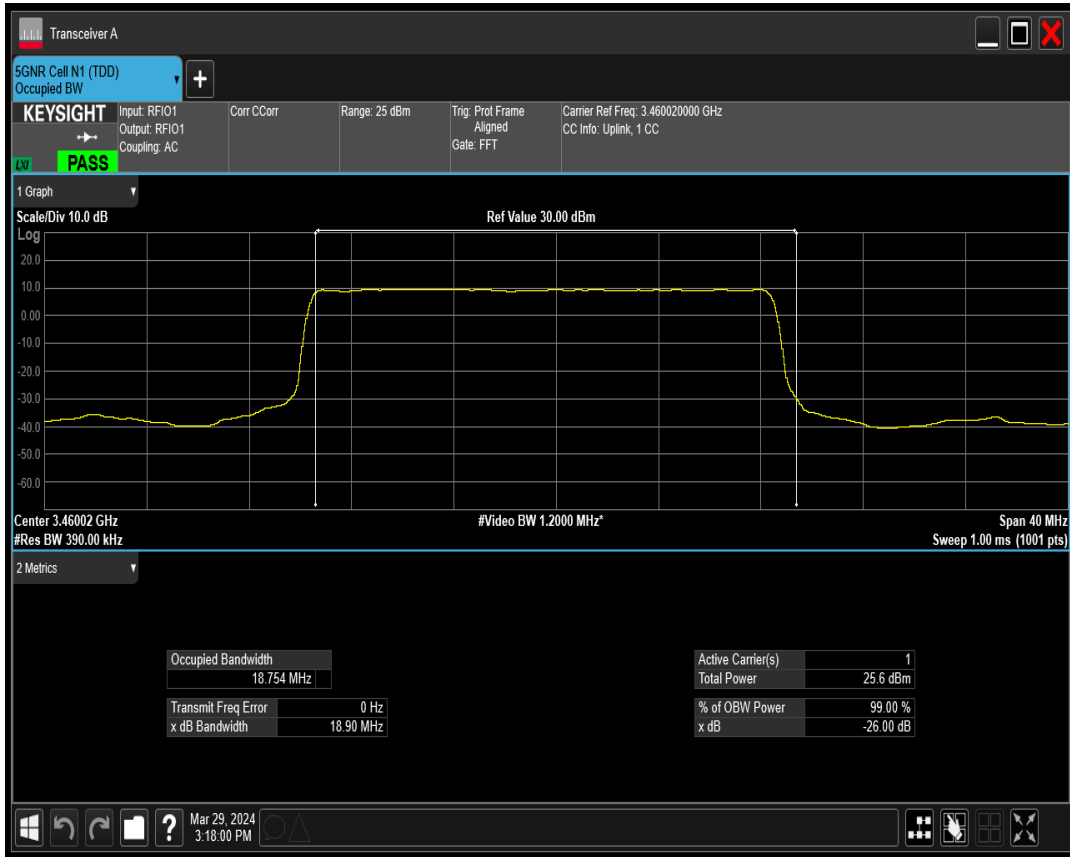 Transceiver A
5GNR Cell N1 (TDD)
Occupied BW
+
KEYSIGHT
LXI
PASS
Input: RFIO1
Output: RFIO1
Coupling: AC
Corr CCorr
Range: 25 dBm
Trig: Prot Frame
Aligned
Gate: FFT
Carrier Ref Freq: 3.460020000 GHz
CC Info: Uplink, 1 CC
1 Graph
Scale/Div 10.0 dB
Ref Value 30.00 dBm
Log
20.0
10.0
0.00
-10.0
-20.0
-30.0
-40.0
-50.0
-60.0
Center 3.46002 GHz
#Video BW 1.2000 MHz*
Span 40 MHz
#Res BW 390.00 kHz
Sweep 1.00 ms (1001 pts)
2 Metrics
Occupied Bandwidth
18.754 MHz
Transmit Freq Error 0 Hz
x dB Bandwidth 18.90 MHz
Active Carrier(s) 1
Total Power 25.6 dBm
% of OBW Power 99.00 %
x dB -26.00 dB
?
Mar 29, 2024
3:18:00 PM